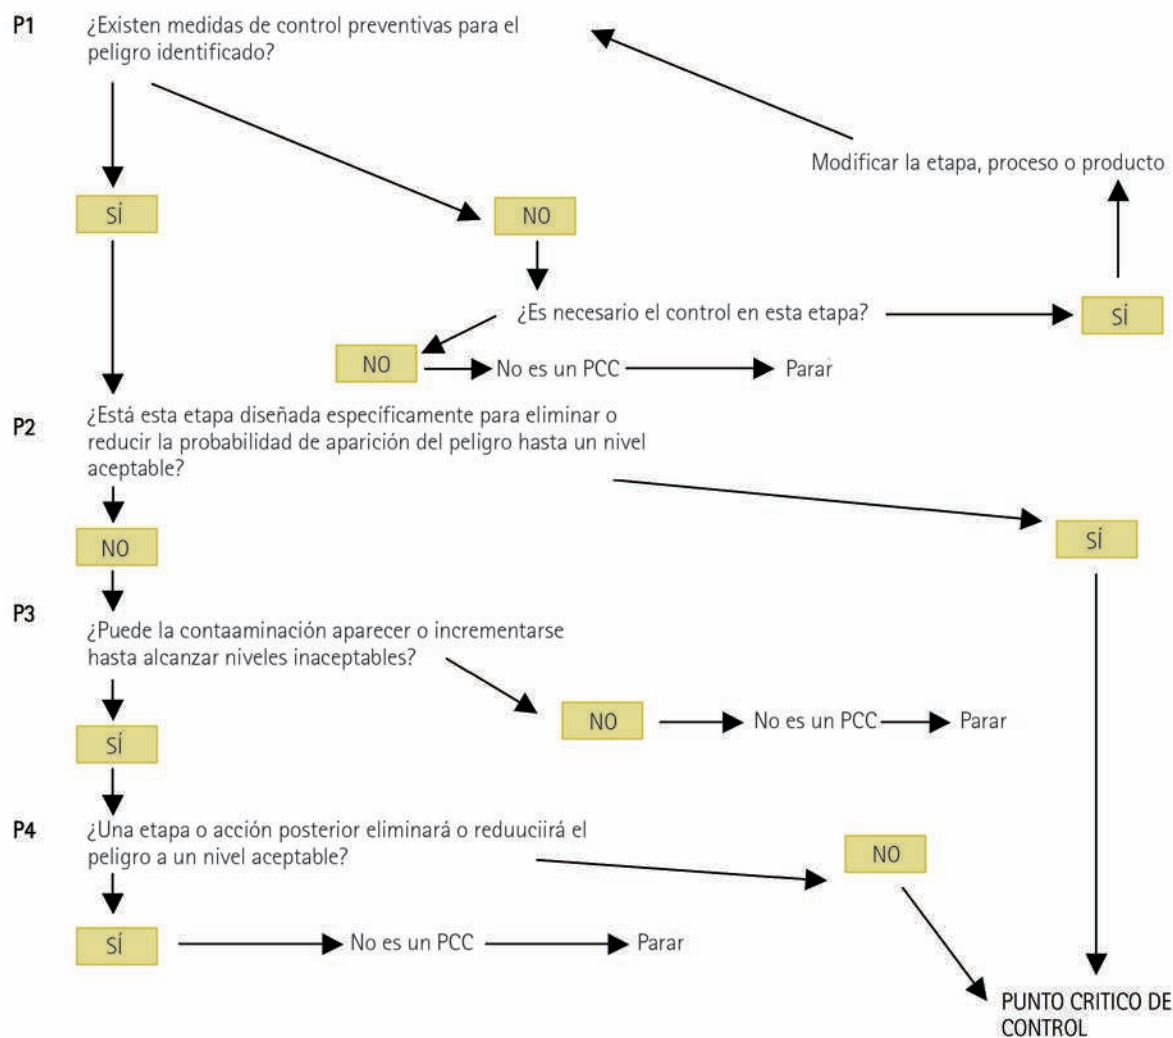 P1
¿Existen medidas de control preventivas para el
peligro identificado?
Modificar la etapa, proceso o producto
SÍ
NO
¿Es necesario el control en esta etapa?
SÍ
NO
No es un PCC
Parar
P2
¿Está esta etapa diseñada específicamente para eliminar o
reducir la probabilidad de aparición del peligro hasta un nivel
aceptable?
SÍ
NO
P3
¿Puede la contaaminación aparecer o incrementarse
hasta alcanzar niveles inaceptables?
NO
No es un PCC
Parar
SÍ
P4
¿Una etapa o acción posterior eliminará o reduuciirá el
peligro a un nivel aceptable?
NO
SÍ
No es un PCC
Parar
PUNTO CRITICO DE
CONTROL